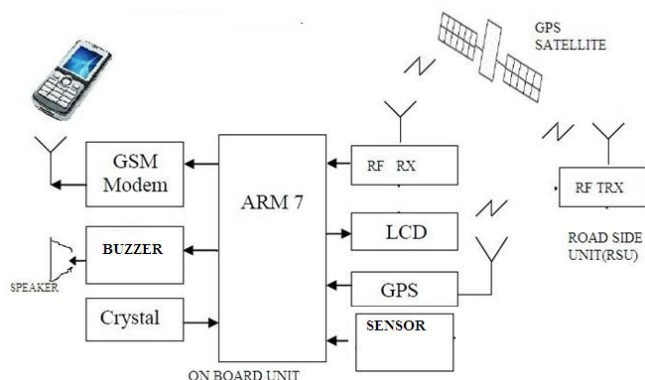 GPS
SATELLITE
GSM
Modem
ARM 7
RF RX
RF TRX
BUZZER
LCD
ROAD SIDE
UNIT(RSU)
SPEAKER
GPS
Crystal
SENSOR
ON BOARD UNIT